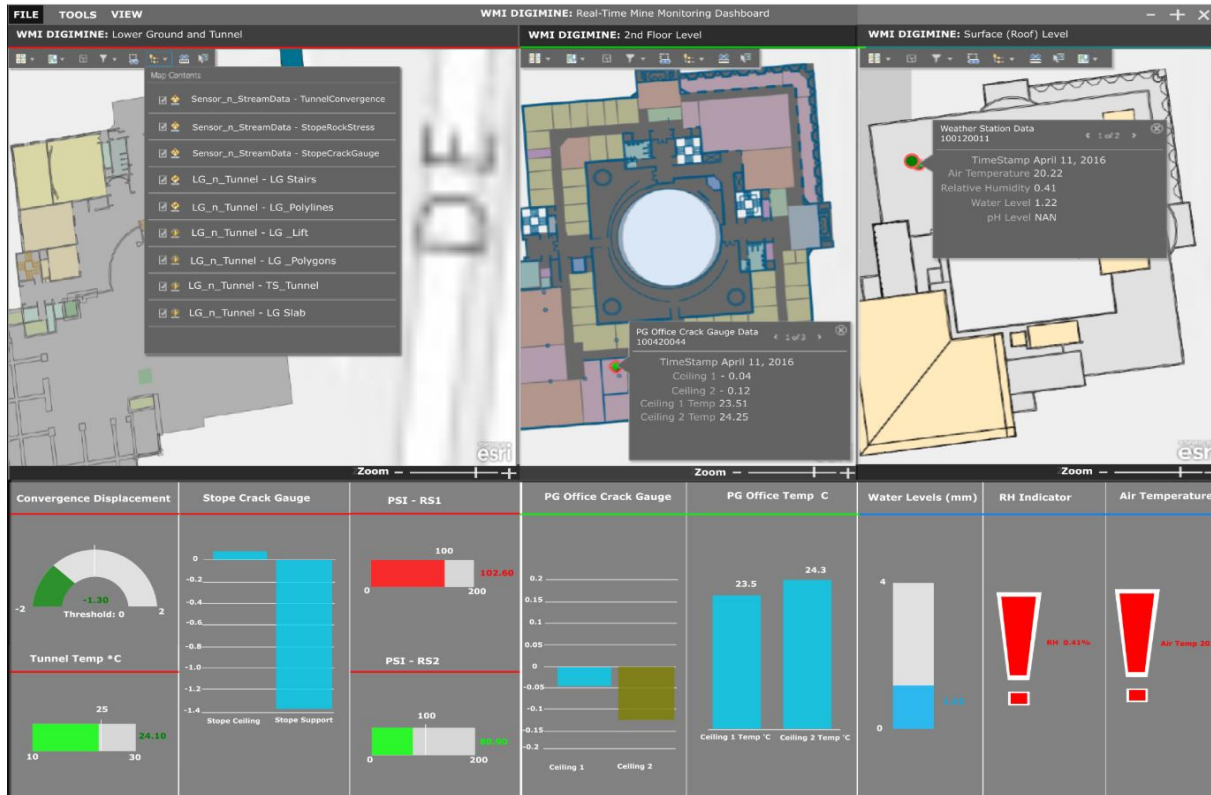 FILE TOOLS VIEW
WMI DIGIMINE: Real-Time Mine Monitoring Dashboard
WMI DIGIMINE: Lower Ground and Tunnel
Map Contents
Sensor_n_StreamData - TunnelConvergence
Sensor_n_StreamData - StopeRockStress
Sensor_n_StreamData - StopeCrackGauge
LG_n_Tunnel - LG Stairs
LG_n_Tunnel - LG_Polylines
LG_n_Tunnel - LG _Lift
LG_n_Tunnel - LG _Polygons
LG_n_Tunnel - TS_Tunnel
LG_n_Tunnel - LG Slab
DE
esri
Zoom
WMI DIGIMINE: 2nd Floor Level
PG Office Crack Gauge Data
100420044
1 of 3
TimeStamp April 11, 2016
Ceiling 1 - 0.04
Ceiling 2 - 0.12
Ceiling 1 Temp 23.51
Ceiling 2 Temp 24.25
esri
Zoom
WMI DIGIMINE: Surface (Roof) Level
Weather Station Data
100120011
1 of 2
TimeStamp April 11, 2016
Air Temperature 20.22
Relative Humidity 0.41
Water Level 1.22
pH Level NAN
esri
Zoom
Convergence Displacement
-2
-1.30
2
Threshold: 0
Tunnel Temp *C
25
24.10
10
30
Stope Crack Gauge
0
-0.2
-0.4
-0.6
-0.8
-1.0
-1.2
-1.4
Stope Ceiling
Stope Support
PSI - RS1
100
102.60
0
200
PSI - RS2
100
0
200
PG Office Crack Gauge
0.2
0.15
0.1
0.05
0
-0.05
-0.1
-0.15
-0.2
Ceiling 1
Ceiling 2
PG Office Temp C
23.5
24.3
Ceiling 1 Temp 'C
Ceiling 2 Temp 'C
Water Levels (mm)
4
0
RH Indicator
RH 0.41%
Air Temperature
Air Temp 20